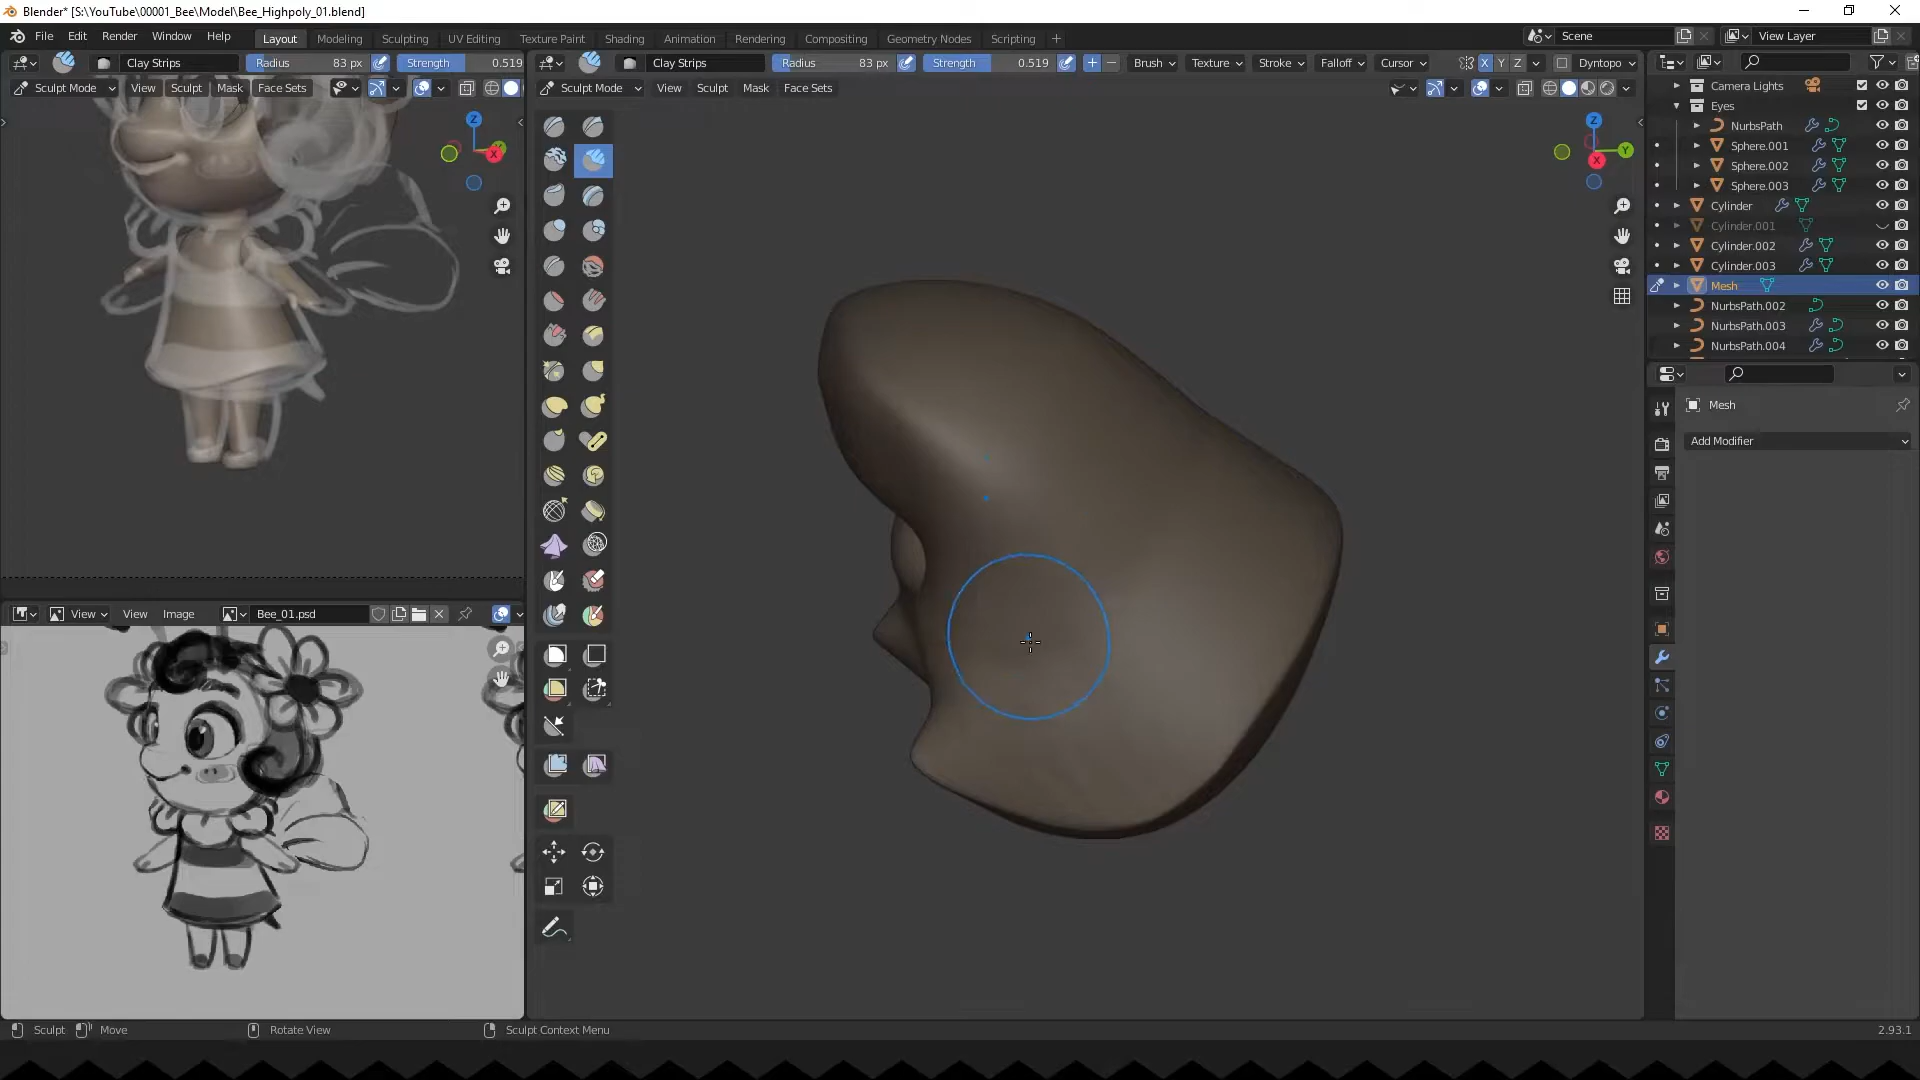 Blender* [S:\YouTube\00001_Bee\Model\Bee_Highpoly_01.blend]
File Edit Render Window Help Layout Modeling Sculpting UV Editing Texture Paint Shading Animation Rendering Compositing Geometry Nodes Scripting + Scene View Layer
Clay Strips Radius 83 px Strength 0.519
Clay Strips Radius 83 px Strength 0.519 Brush Texture Stroke Falloff Cursor X Y Z Dyntopo
Sculpt Mode View Sculpt Mask Face Sets
Sculpt Mode View Sculpt Mask Face Sets
Z
X
Z
Y
X
Camera Lights
Eyes
NurbsPath
Sphere.001
Sphere.002
Sphere.003
Cylinder
Cylinder.001
Cylinder.002
Cylinder.003
Mesh
NurbsPath.002
NurbsPath.003
NurbsPath.004
Mesh
Add Modifier
View View Image Bee_01.psd
Sculpt Move Rotate View Sculpt Context Menu 2.93.1